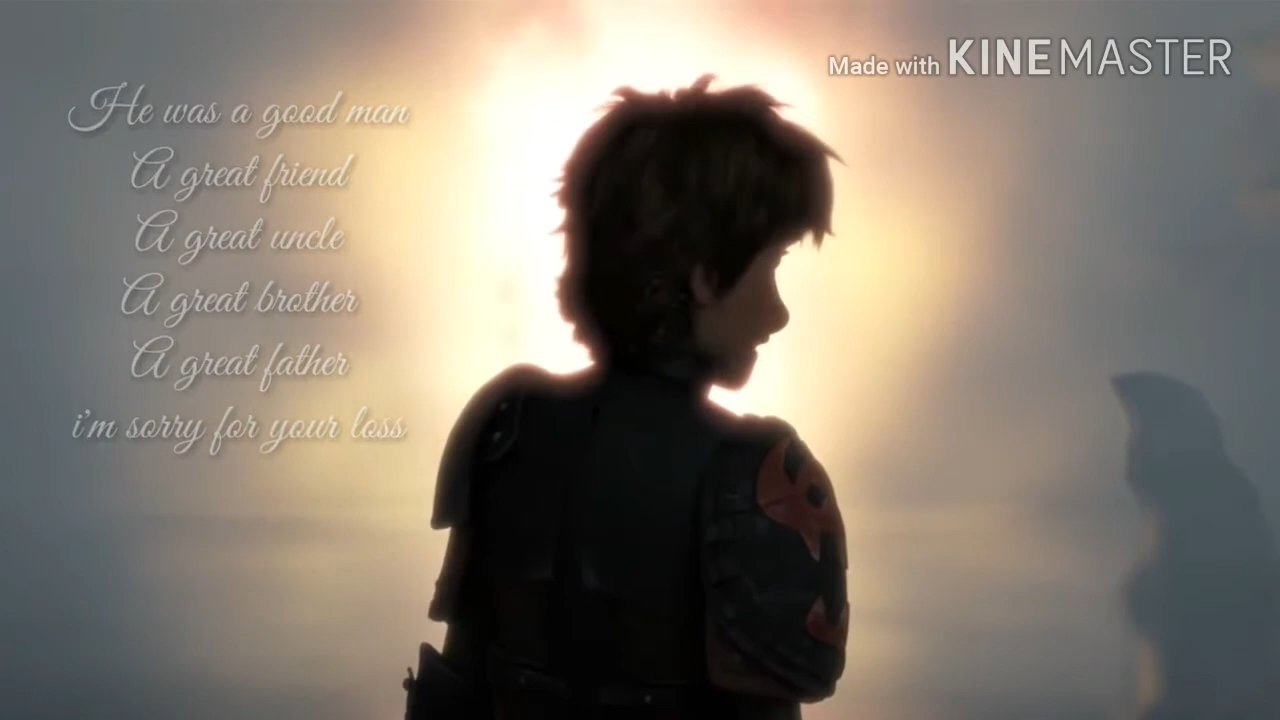 Made with KINEMASTER
He was a good man
A great friend
A great uncle
A great brother
A great father
i'm sorry for your loss